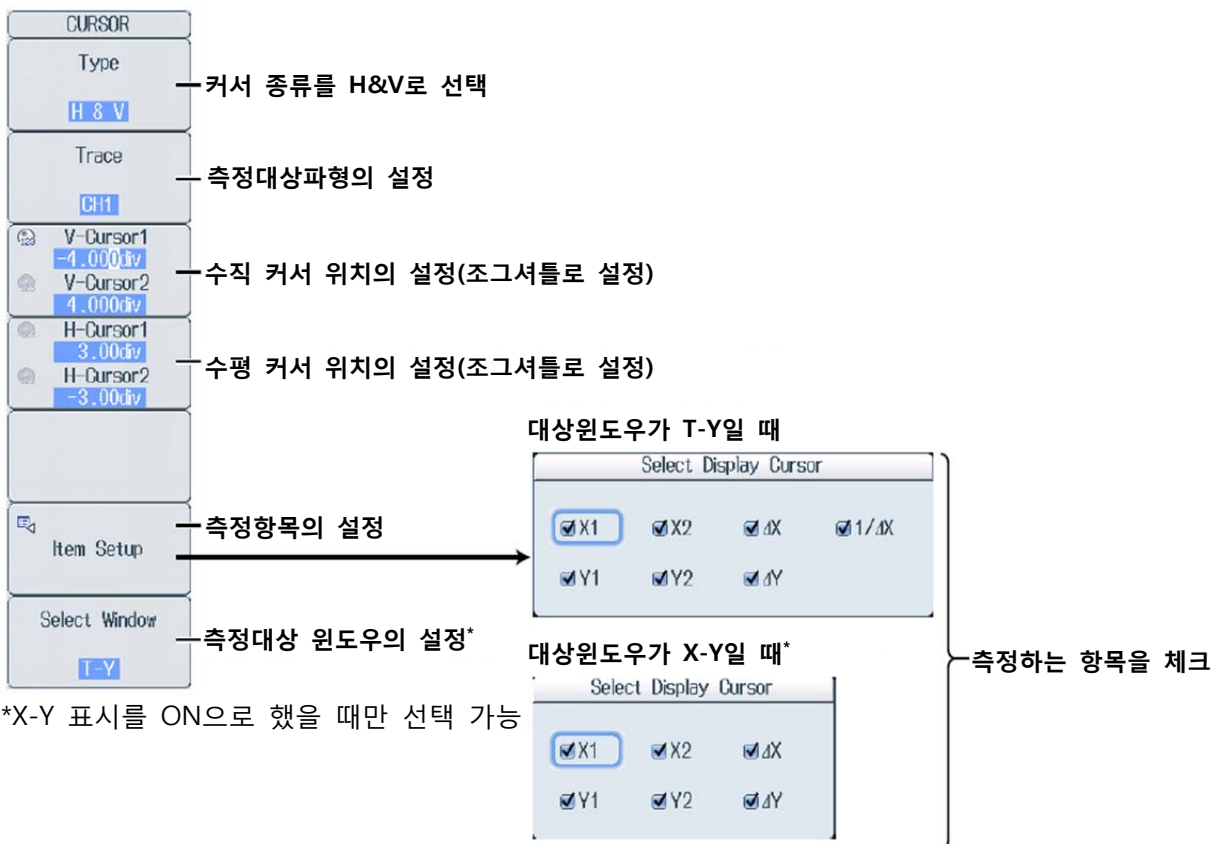 CURSOR
Type
H & V
커서 종류를 H&V로 선택
Trace
CH1
측정대상파형의 설정
V-Cursor1
-4.000div
V-Cursor2
4.000div
수직 커서 위치의 설정(조그셔틀로 설정)
H-Cursor1
3.00div
H-Cursor2
-3.00div
수평 커서 위치의 설정(조그셔틀로 설정)
Item Setup
측정항목의 설정
Select Window
T-Y
측정대상 윈도우의 설정*
*X-Y 표시를 ON으로 했을 때만 선택 가능
대상윈도우가 T-Y일 때
Select Display Cursor
X1 X2 ΔX 1/ΔX
Y1 Y2 ΔY
대상윈도우가 X-Y일 때*
Select Display Cursor
X1 X2 ΔX
Y1 Y2 ΔY
측정하는 항목을 체크